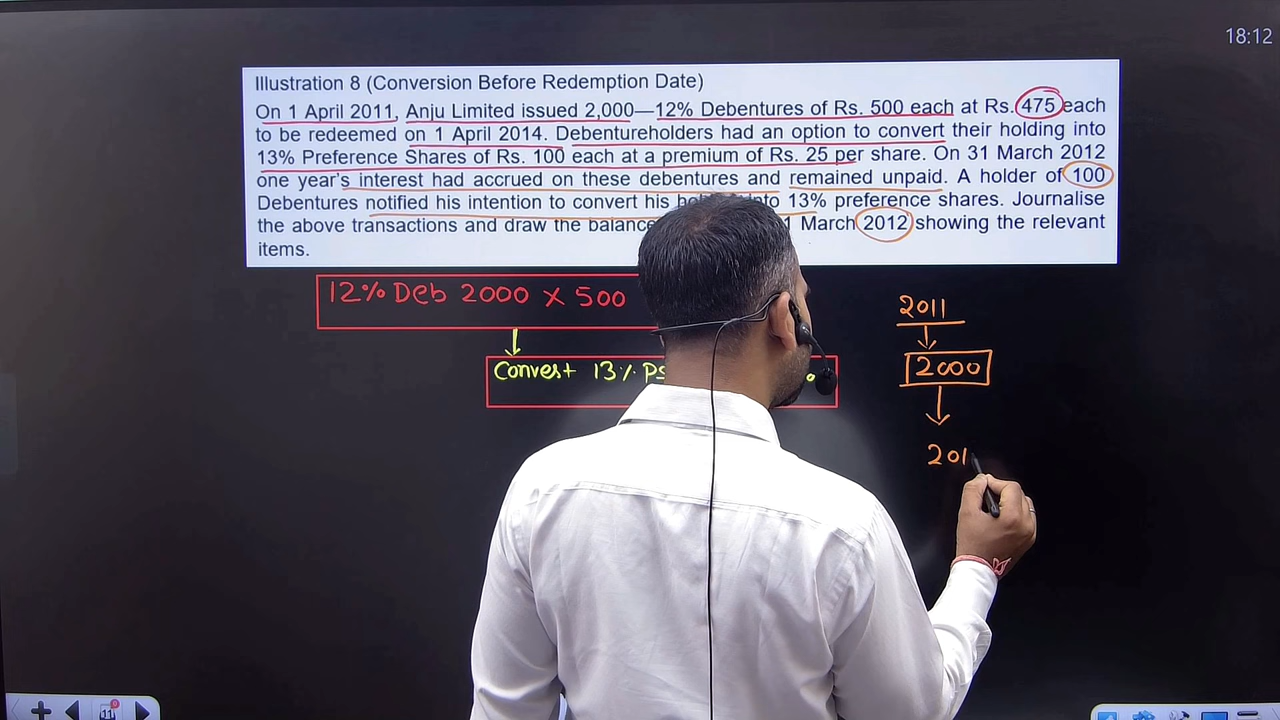 18:12
Illustration 8 (Conversion Before Redemption Date)
On 1 April 2011, Anju Limited issued 2,000—12% Debentures of Rs. 500 each at Rs. 475 each
to be redeemed on 1 April 2014. Debentureholders had an option to convert their holding into
13% Preference Shares of Rs. 100 each at a premium of Rs. 25 per share. On 31 March 2012
one year's interest had accrued on these debentures and remained unpaid. A holder of 100
Debentures notified his intention to convert his into 13% preference shares. Journalise
the above transactions and draw the March 2012 showing the relevant
items.
12% Deb 2000 X 500
2011
Convert 13%
2000
201